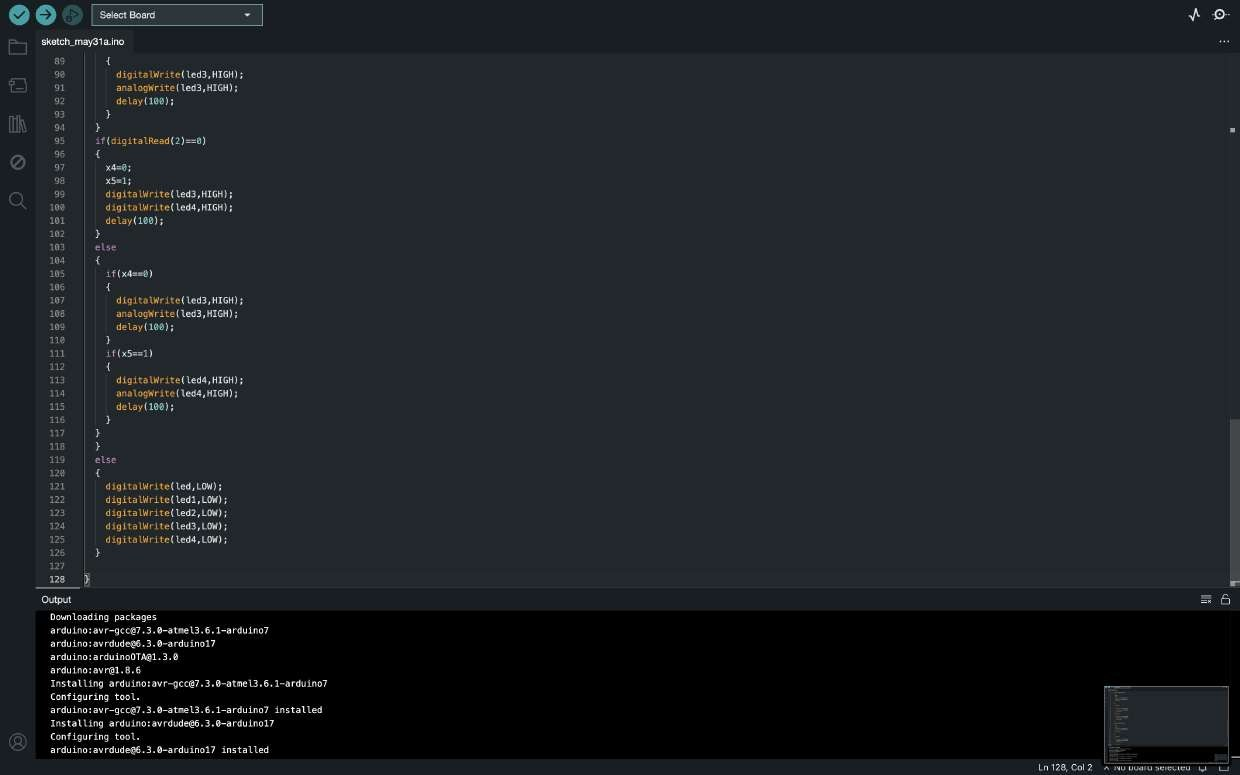 Select Board
sketch_may31a.ino
89 {
90 digitalWrite(led3,HIGH);
91 analogWrite(led3,HIGH);
92 delay(100);
93 }
94 }
95 if(digitalRead(2)==0)
96 {
97 x4=0;
98 x5=1;
99 digitalWrite(led3,HIGH);
100 digitalWrite(led4,HIGH);
101 delay(100);
102 }
103 else
104 {
105 if(x4==0)
106 {
107 digitalWrite(led3,HIGH);
108 analogWrite(led3,HIGH);
109 delay(100);
110 }
111 if(x5==1)
112 {
113 digitalWrite(led4,HIGH);
114 analogWrite(led4,HIGH);
115 delay(100);
116 }
117 }
118 }
119 else
120 {
121 digitalWrite(led,LOW);
122 digitalWrite(led1,LOW);
123 digitalWrite(led2,LOW);
124 digitalWrite(led3,LOW);
125 digitalWrite(led4,LOW);
126 }
127
128 }
Output
Downloading packages
arduino:avr-gcc@7.3.0-atmel3.6.1-arduino7
arduino:avrdude@6.3.0-arduino17
arduino:arduinoOTA@1.3.0
arduino:avr@1.8.6
Installing arduino:avr-gcc@7.3.0-atmel3.6.1-arduino7
Configuring tool.
arduino:avr-gcc@7.3.0-atmel3.6.1-arduino7 installed
Installing arduino:avrdude@6.3.0-arduino17
Configuring tool.
arduino:avrdude@6.3.0-arduino17 installed
Ln 128, Col 2 × No board selected